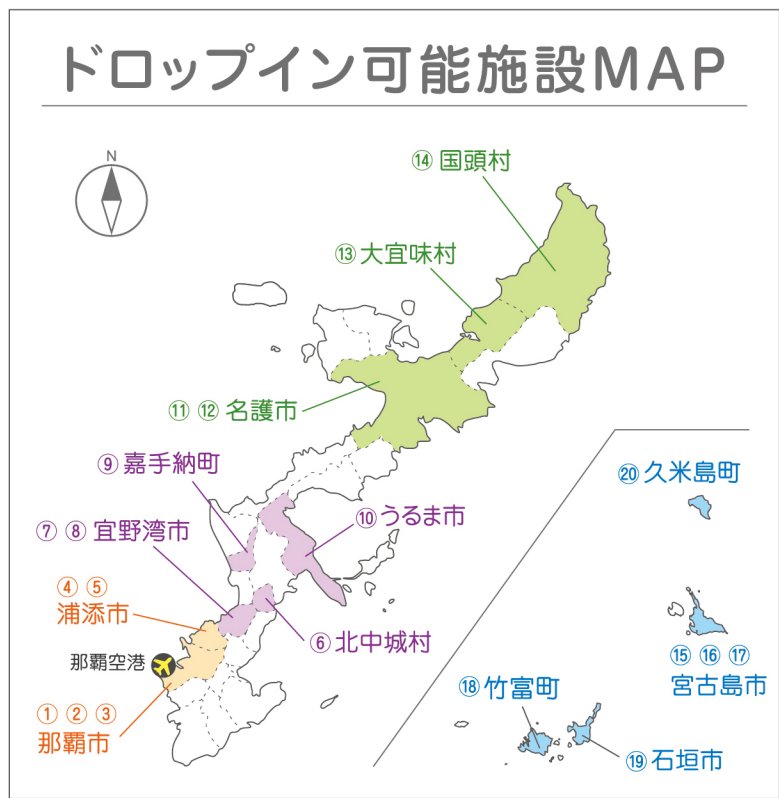 ドロップイン可能施設MAP
N
⑭ 国頭村
⑬ 大宜味村
⑪ ⑫ 名護市
⑨ 嘉手納町
⑩ うるま市
⑦ ⑧ 宜野湾市
④ ⑤
浦添市
⑥ 北中城村
那覇空港
① ② ③
那覇市
⑳ 久米島町
⑮ ⑯ ⑰
宮古島市
⑱ 竹富町
⑲ 石垣市